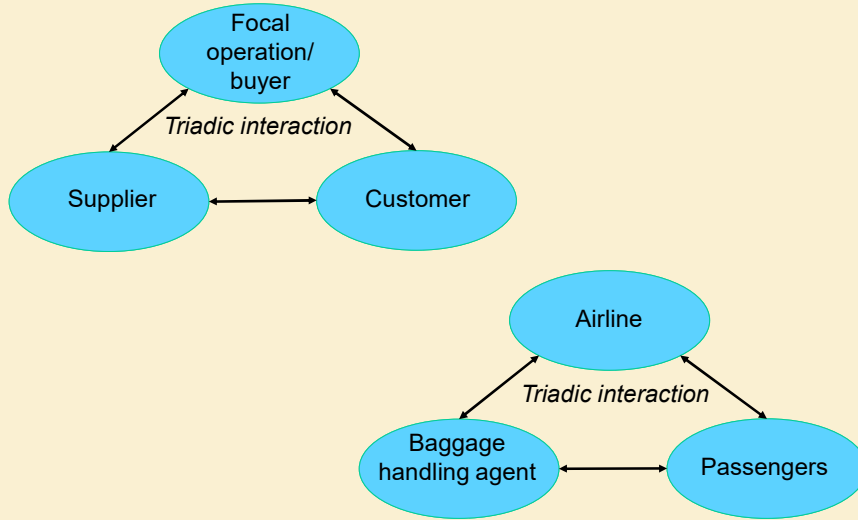 Focal
operation/
buyer
Triadic interaction
Supplier
Customer
Airline
Triadic interaction
Baggage
handling agent
Passengers